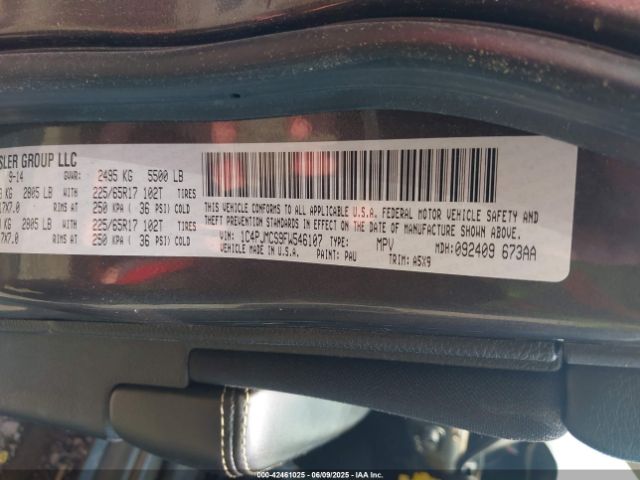 SLER GROUP LLC
9-14 GVWR: 2495 KG 5500 LB
KG 2805 LB WITH 225/65R17 102T TIRES
17X7.0 RIMS AT 250 KPA ( 36 PSI) COLD
KG 2805 LB WITH 225/65R17 102T TIRES
17X7.0 RIMS AT 250 KPA ( 36 PSI) COLD
THIS VEHICLE CONFORMS TO ALL APPLICABLE U.S.A. FEDERAL MOTOR VEHICLE SAFETY AND
THEFT PREVENTION STANDARDS IN EFFECT ON THE DATE OF MANUFACTURE SHOWN ABOVE.
VIN: 1C4PJMCS9FW546107 TYPE: MPV MDH: 092409 673AA
VEHICLE MADE IN U.S.A. PAINT: PAU TRIM: A5X9
000-42461025 06/09/2025 IAAI.COM